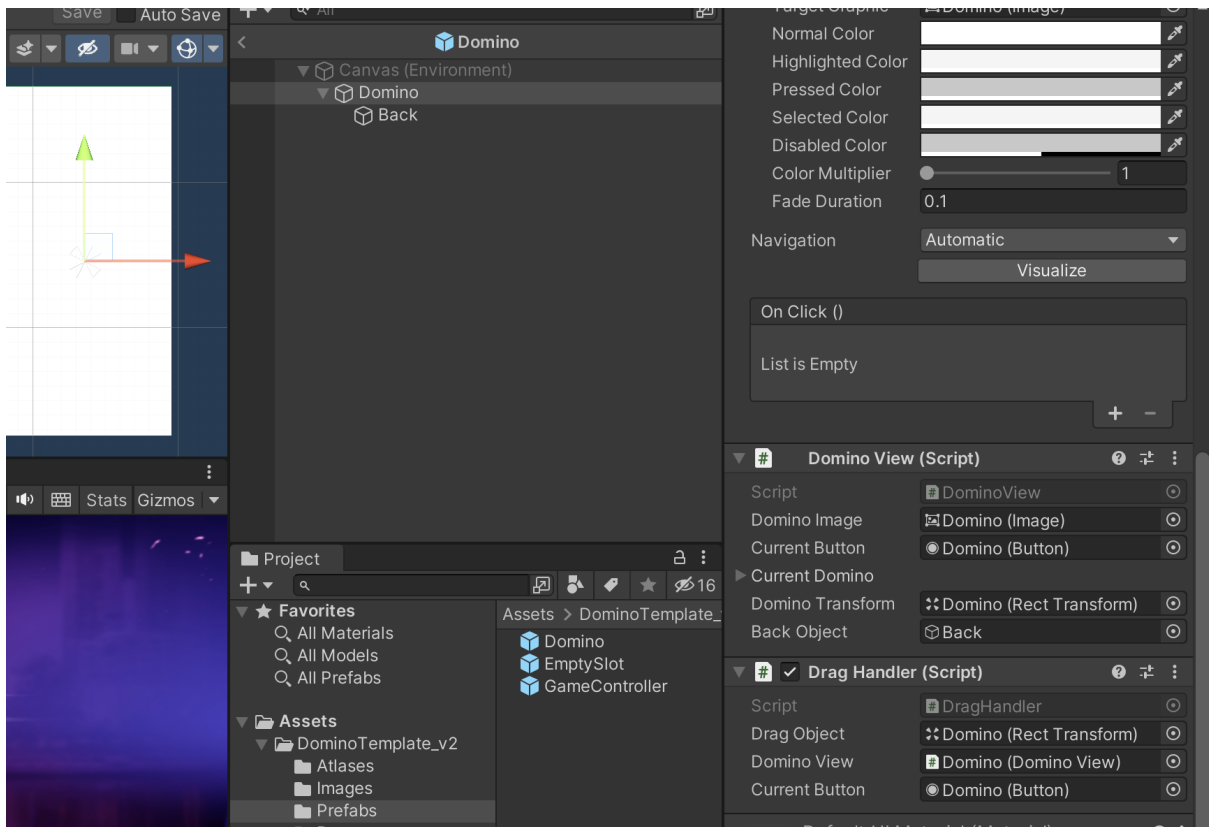 Save
Auto Save
All
Domino
Canvas (Environment)
Domino
Back
Stats
Gizmos
Project
16
Favorites
All Materials
All Models
All Prefabs
Assets
DominoTemplate_v2
Atlases
Images
Prefabs
Assets > DominoTemplate_
Domino
EmptySlot
GameController
Target Graphic
Domino (Image)
Normal Color
Highlighted Color
Pressed Color
Selected Color
Disabled Color
Color Multiplier
1
Fade Duration
0.1
Navigation
Automatic
Visualize
On Click ()
List is Empty
# Domino View (Script)
Script
# DominoView
Domino Image
Domino (Image)
Current Button
Domino (Button)
Current Domino
Domino Transform
Domino (Rect Transform)
Back Object
Back
# Drag Handler (Script)
Script
# DragHandler
Drag Object
Domino (Rect Transform)
Domino View
# Domino (Domino View)
Current Button
Domino (Button)